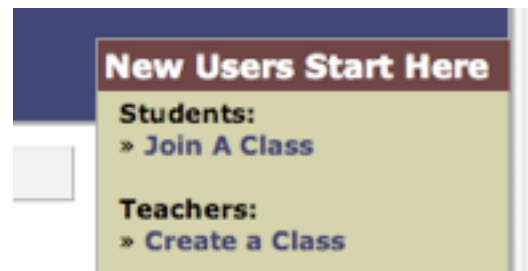 New Users Start Here
Students:
» Join A Class
Teachers:
» Create a Class